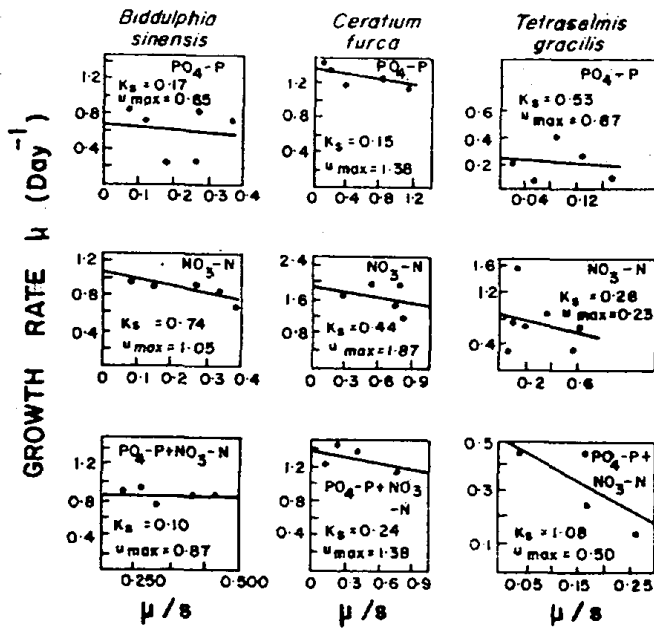 Biddulphia sinensis
Ceratium furca
Tetraselmis gracilis
GROWTH RATE μ (Day⁻¹)
PO₄-P
Ks = 0·17
u max = 0·65
1·2
0·8
0·4
0 0·1 0·2 0·3 0·4
PO₄-P
Ks = 0·15
u max = 1·38
1·2
0·8
0·4
0 0·4 0·8 1·2
PO₄-P
Ks = 0·53
u max = 0·67
0·6
0·4
0·2
0·04 0·12
NO₃-N
Ks = 0·74
u max = 1·05
1·2
0·8
0·4
0 0·1 0·2 0·3 0·4
NO₃-N
Ks = 0·44
u max = 1·87
2·4
1·6
0·8
0 0·3 0·6 0·9
NO₃-N
Ks = 0·28
u max = 0·23
1·6
1·2
0·4
0·2 0·6
PO₄-P+NO₃-N
Ks = 0·10
u max = 0·87
1·2
0·8
0·4
0·250 0·500
μ/s
PO₄-P+NO₃
-N
Ks = 0·24
u max = 1·38
1·2
0·8
0·4
0 0·3 0·6 0·9
μ/s
PO₄-P+
NO₃-N
Ks = 1·08
u max = 0·50
0·5
0·3
0·1
0·05 0·15 0·25
μ/s